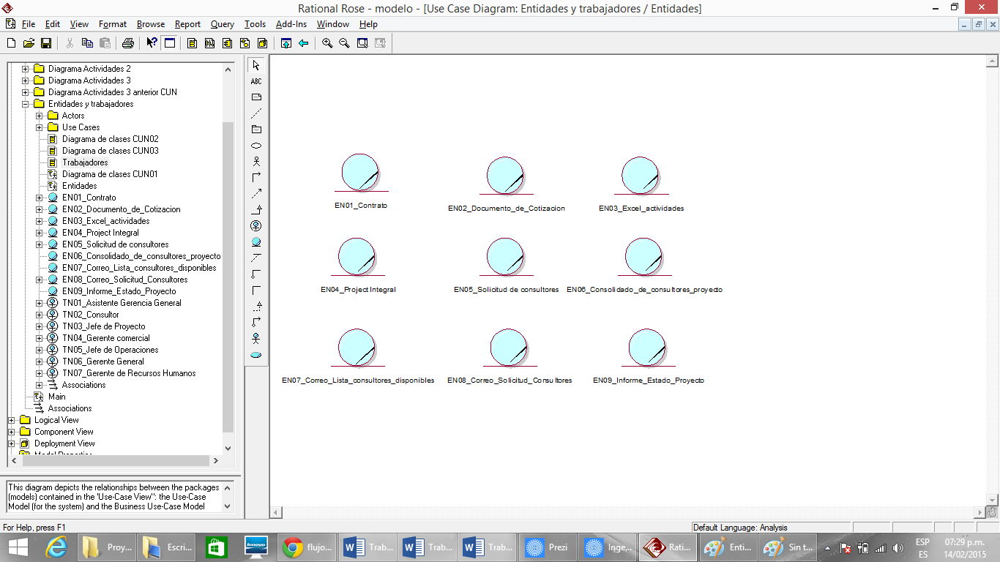 Rational Rose - modelo - [Use Case Diagram: Entidades y trabajadores / Entidades]
File Edit View Format Browse Report Query Tools Add-Ins Window Help
Diagrama Actividades 2
Diagrama Actividades 3
Diagrama Actividades 3 anterior CUN
Entidades y trabajadores
Actors
Use Cases
Diagrama de clases CUN02
Diagrama de clases CUN03
Trabajadores
Diagrama de clases CUN01
Entidades
EN01_Contrato
EN02_Documento_de_Cotizacion
EN03_Excel_actividades
EN04_Project Integral
EN05_Solicitud de consultores
EN06_Consolidado_de_consultores_proyecto
EN07_Correo_Lista_consultores_disponibles
EN08_Correo_Solicitud_Consultores
EN09_Informe_Estado_Proyecto
TN01_Asistente Gerencia General
TN02_Consultor
TN03_Jefe de Proyecto
TN04_Gerente comercial
TN05_Jefe de Operaciones
TN06_Gerente General
TN07_Gerente de Recursos Humanos
Associations
Main
Associations
Logical View
Component View
Deployment View
Model Properties
This diagram depicts the relationships between the packages
(models) contained in the 'Use-Case View'': the Use-Case
Model (for the system) and the Business Use-Case Model
ABC
EN01_Contrato
EN02_Documento_de_Cotizacion
EN03_Excel_actividades
EN04_Project Integral
EN05_Solicitud de consultores
EN06_Consolidado_de_consultores_proyecto
EN07_Correo_Lista_consultores_disponibles
EN08_Correo_Solicitud_Consultores
EN09_Informe_Estado_Proyecto
For Help, press F1
Default Language: Analysis
Proy...
Escri...
lenovo
flujo...
Trab...
Trab...
Trab...
Prezi
Inge,...
Rati...
Enti...
Sin t...
ESP
ES
07:29 p.m.
14/02/2015